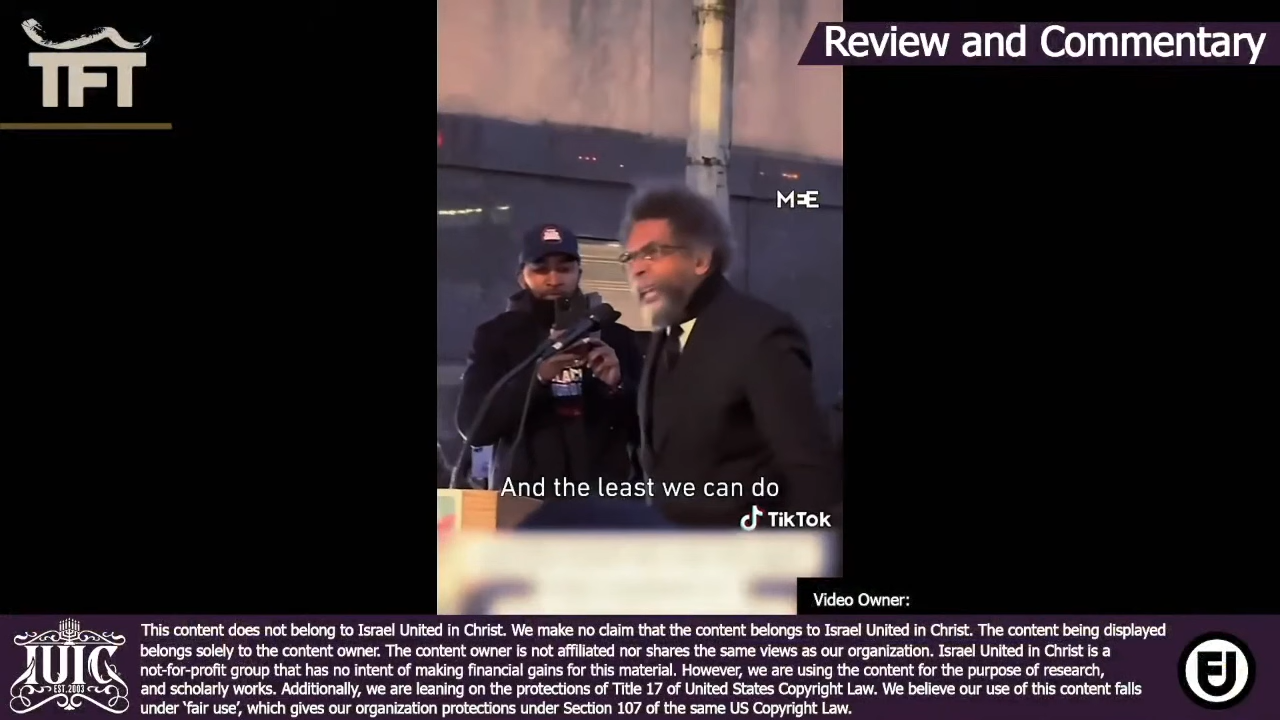 TFT
Review and Commentary
MEE
And the least we can do
TikTok
Video Owner:
This content does not belong to Israel United in Christ. We make no claim that the content belongs to Israel United in Christ. The content being displayed
belongs solely to the content owner. The content owner is not affiliated nor shares the same views as our organization. Israel United in Christ is a
not-for-profit group that has no intent of making financial gains for this material. However, we are using the content for the purpose of research,
and scholarly works. Additionally, we are leaning on the protections of Title 17 of United States Copyright Law. We believe our use of this content falls
under ‘fair use’, which gives our organization protections under Section 107 of the same US Copyright Law.
IUIC
EST. 2003